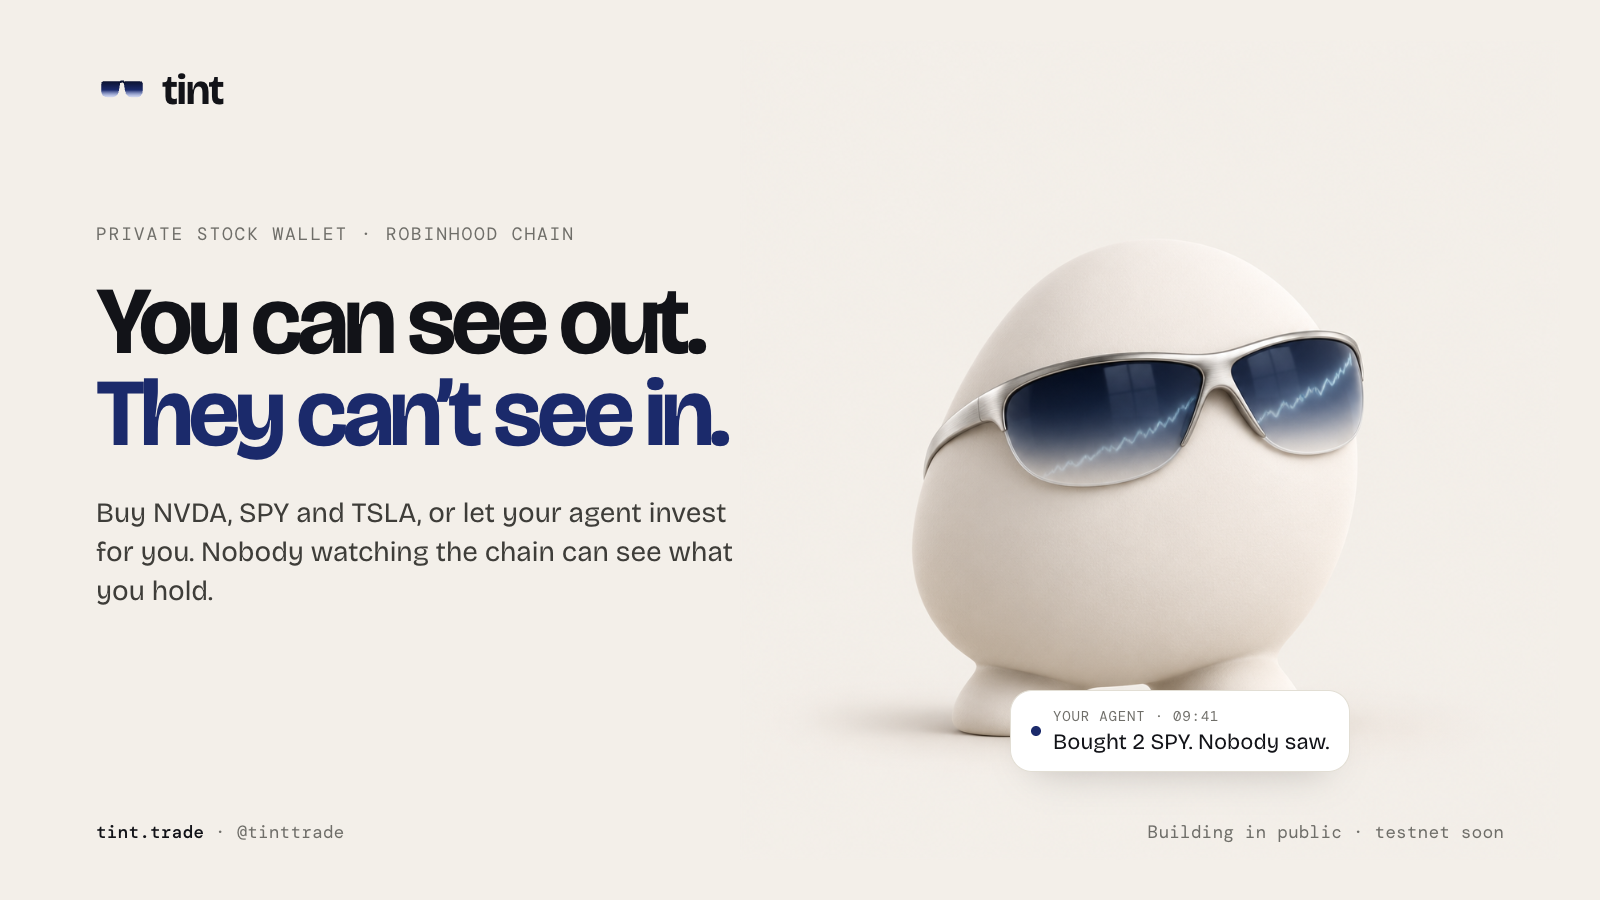 tint
PRIVATE STOCK WALLET · ROBINHOOD CHAIN
You can see out.
They can’t see in.
Buy NVDA, SPY and TSLA, or let your agent invest
for you. Nobody watching the chain can see what
you hold.
YOUR AGENT · 09:41
Bought 2 SPY. Nobody saw.
tint.trade · @tinttrade
Building in public · testnet soon